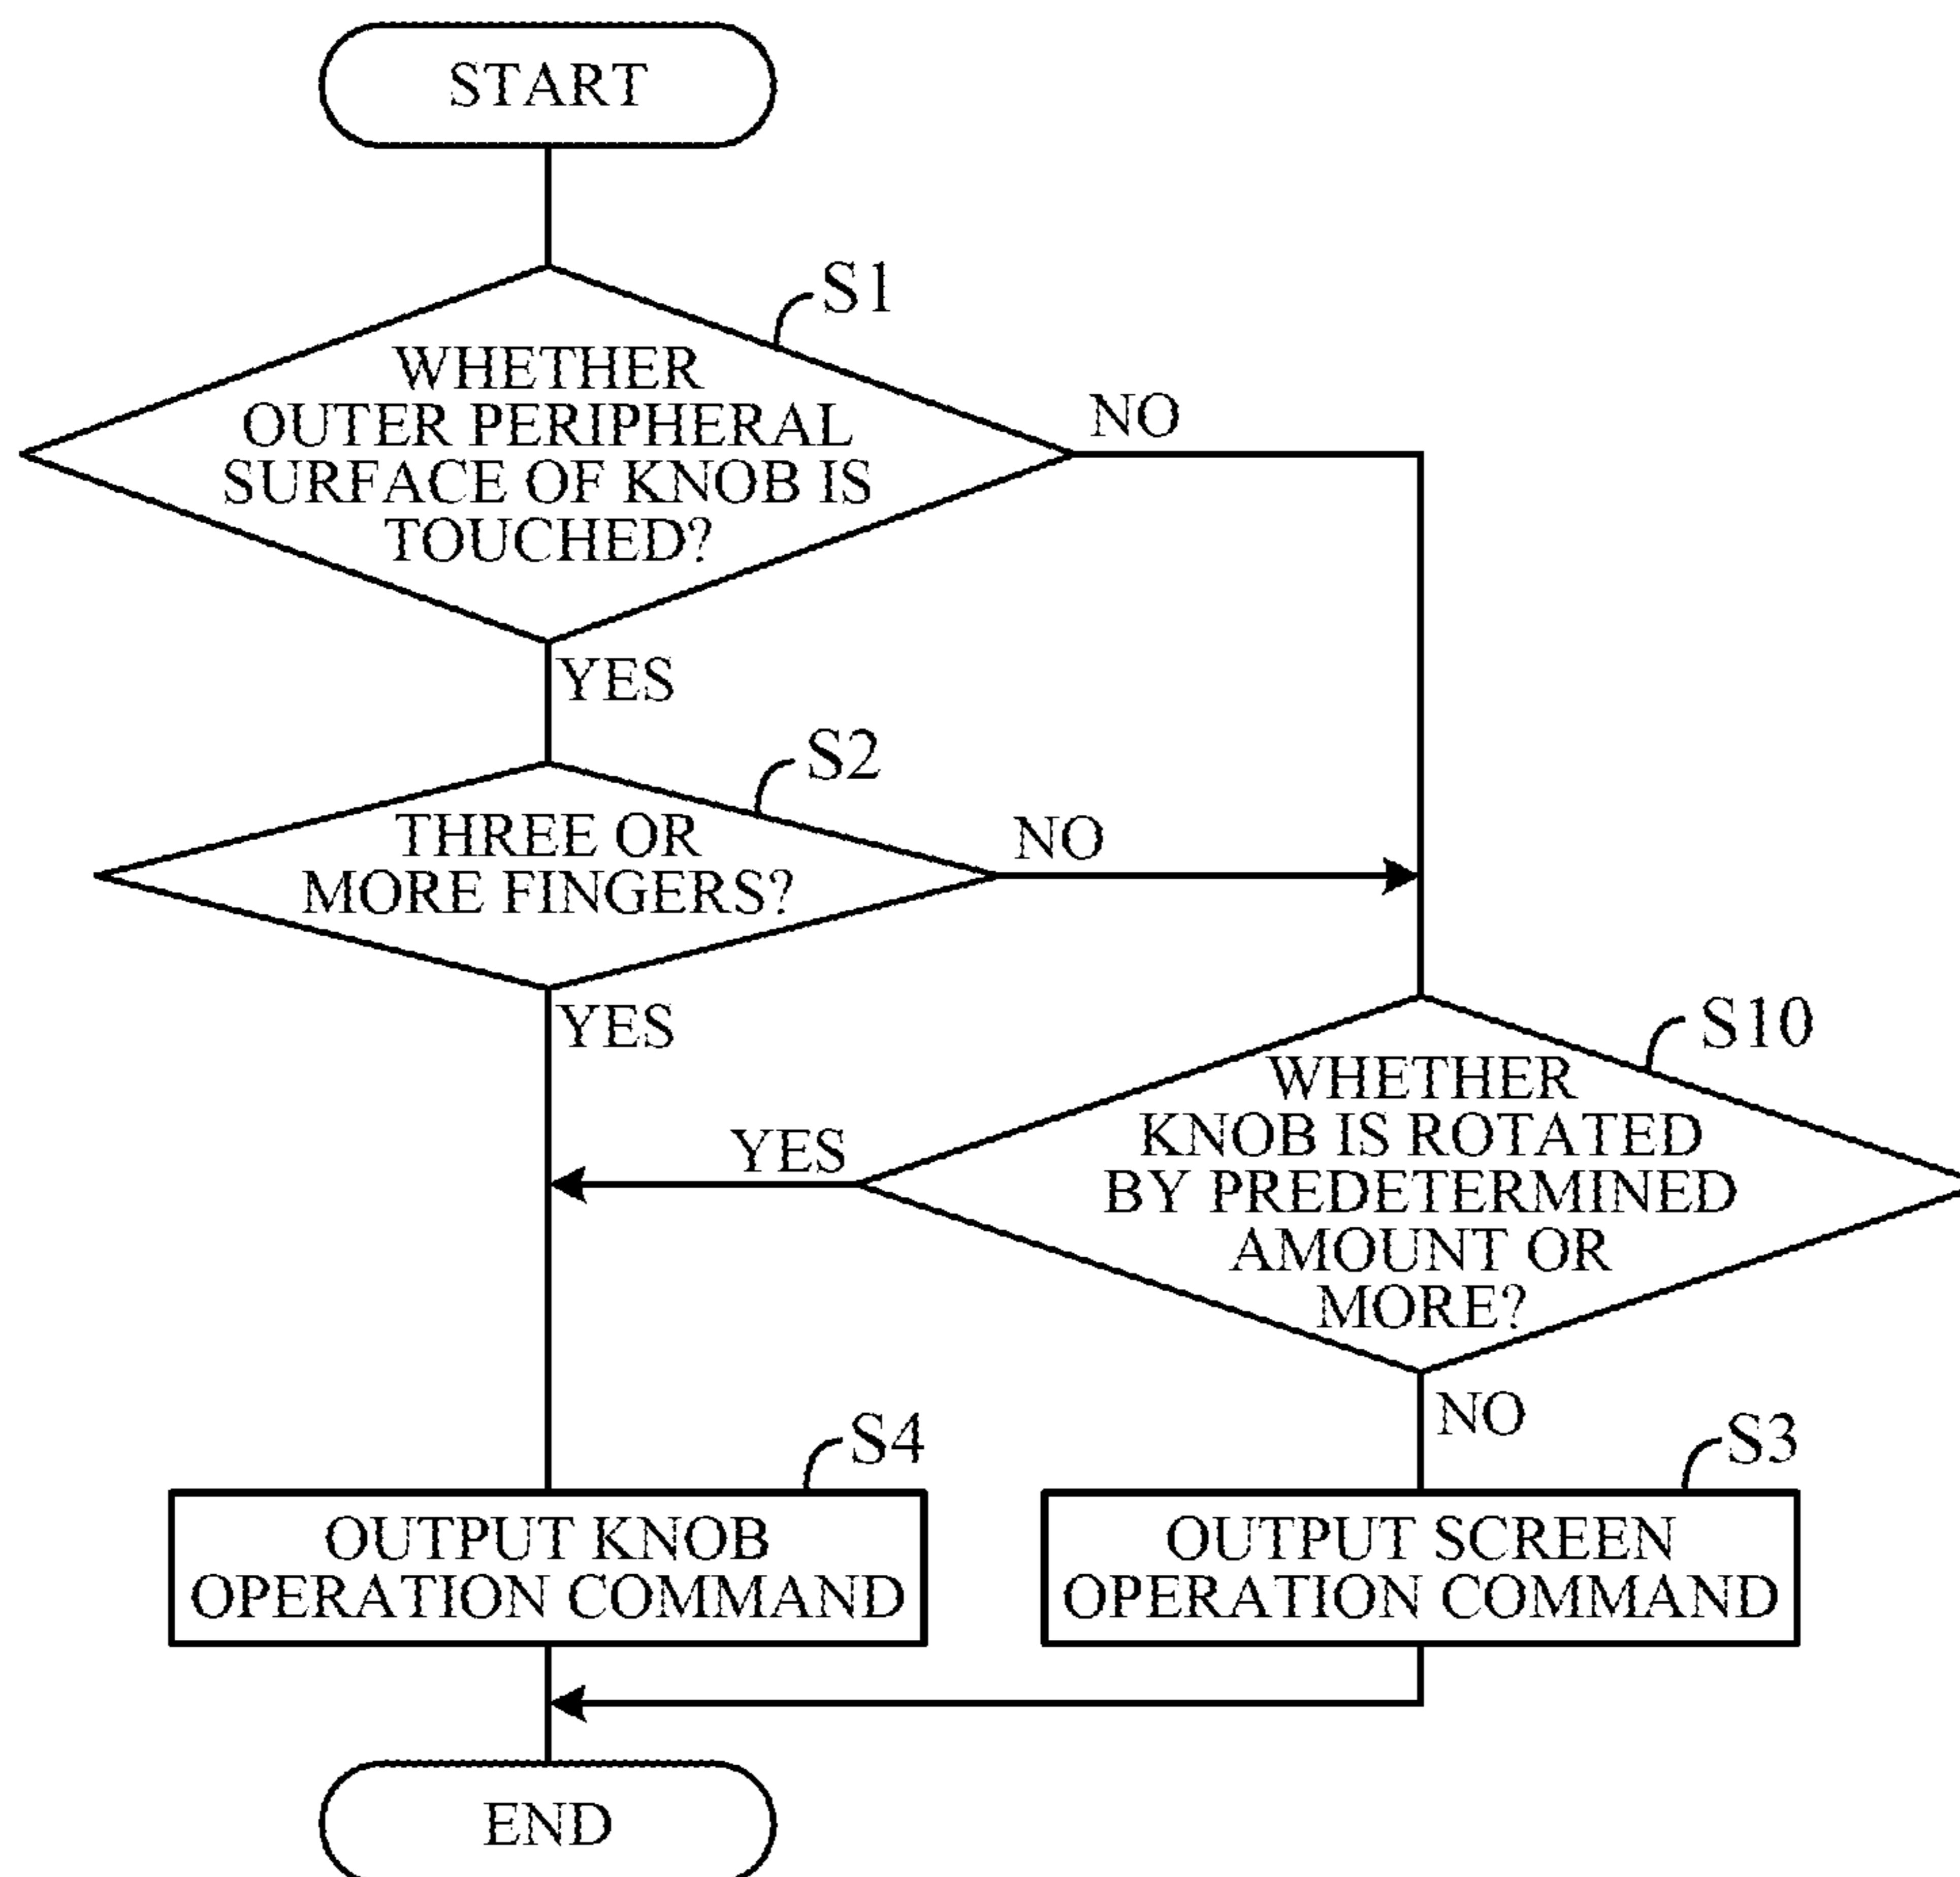 START
S1
WHETHER
OUTER PERIPHERAL
SURFACE OF KNOB IS
TOUCHED?
NO
YES
S2
THREE OR
MORE FINGERS?
NO
YES
S10
WHETHER
KNOB IS ROTATED
BY PREDETERMINED
AMOUNT OR
MORE?
YES
NO
S4
OUTPUT KNOB
OPERATION COMMAND
S3
OUTPUT SCREEN
OPERATION COMMAND
END